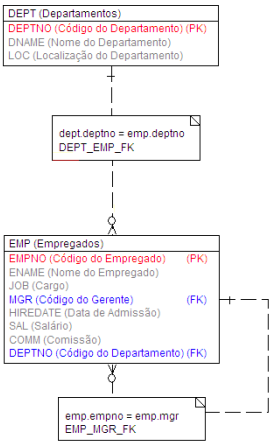 DEPT (Departamentos)
DEPTNO (Código do Departamento) (PK)
DNAME (Nome do Departamento)
LOC (Localização do Departamento)
dept.deptno = emp.deptno
DEPT_EMP_FK
EMP (Empregados)
EMPNO (Código do Empregado) (PK)
ENAME (Nome do Empregado)
JOB (Cargo)
MGR (Código do Gerente) (FK)
HIREDATE (Data de Admissão)
SAL (Salário)
COMM (Comissão)
DEPTNO (Código do Departamento) (FK)
emp.empno = emp.mgr
EMP_MGR_FK